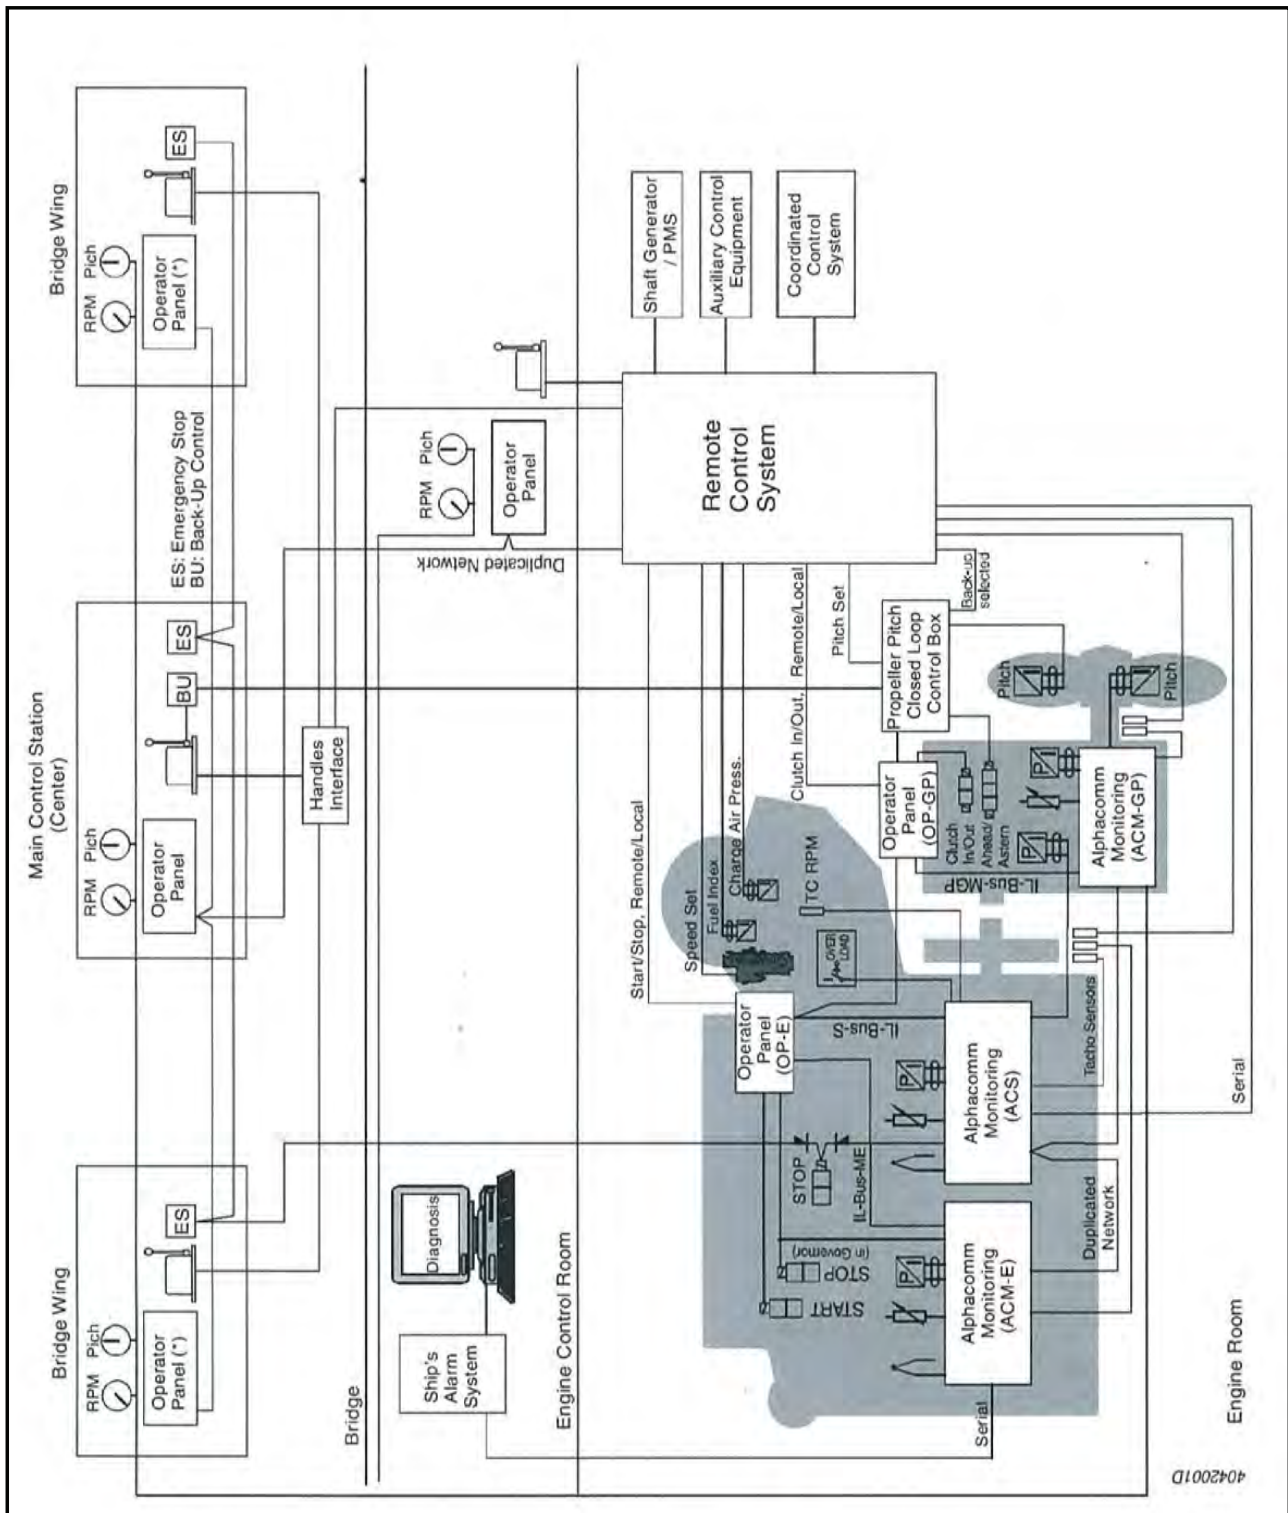 Bridge Wing
RPM Pich
Operator
Panel (*)
ES
Main Control Station
(Center)
RPM Pich
Operator
Panel
BU
ES
ES: Emergency Stop
BU: Back-Up Control
Bridge Wing
RPM Pich
Operator
Panel (*)
ES
Handles
Interface
Bridge
Ship's
Alarm
System
Diagnosis
RPM Pich
Operator
Panel
Duplicated Network
Engine Control Room
Remote
Control
System
Shaft Generator
/ PMS
Auxiliary Control
Equipment
Coordinated
Control
System
Start/Stop, Remote/Local
Speed Set
Fuel Index
Charge Air Press.
Clutch In/Out, Remote/Local
Pitch Set
Back-up
selected
Operator
Panel
(OP-E)
OVER
LOAD
TC RPM
Operator
Panel
(OP-GP)
Propeller Pitch
Closed Loop
Control Box
START
STOP
(in Governor)
STOP
IL-Bus-ME
IL-Bus-S
IL-Bus-MGP
Clutch
In/Out
Ahead/
Astern
Pitch
Pitch
P/I
P/I
P/I
P/I
Alphacomm
Monitoring
(ACM-E)
Alphacomm
Monitoring
(ACS)
Alphacomm
Monitoring
(ACM-GP)
Serial
Duplicated
Network
Tacho Sensors
Serial
Engine Room
4042001D